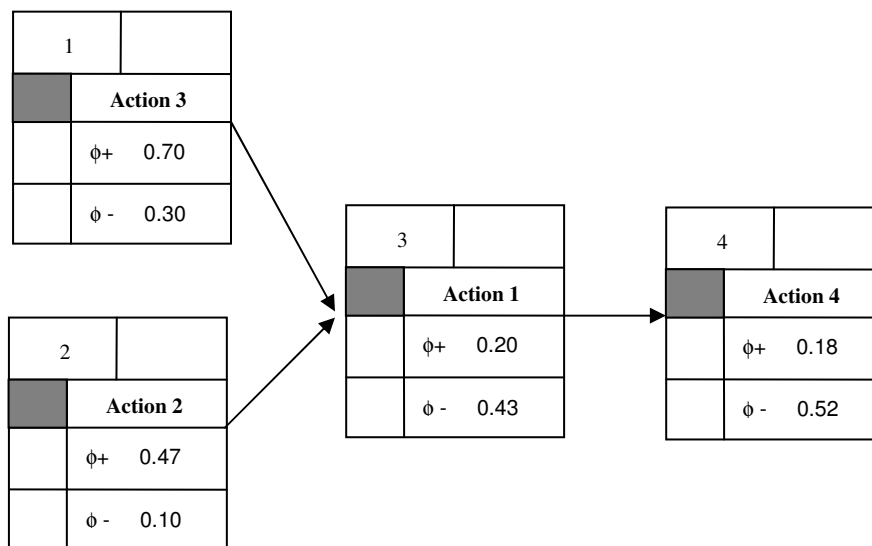 1
Action 3
ϕ+ 0.70
ϕ - 0.30
2
Action 2
ϕ+ 0.47
ϕ - 0.10
3
Action 1
ϕ+ 0.20
ϕ - 0.43
4
Action 4
ϕ+ 0.18
ϕ - 0.52